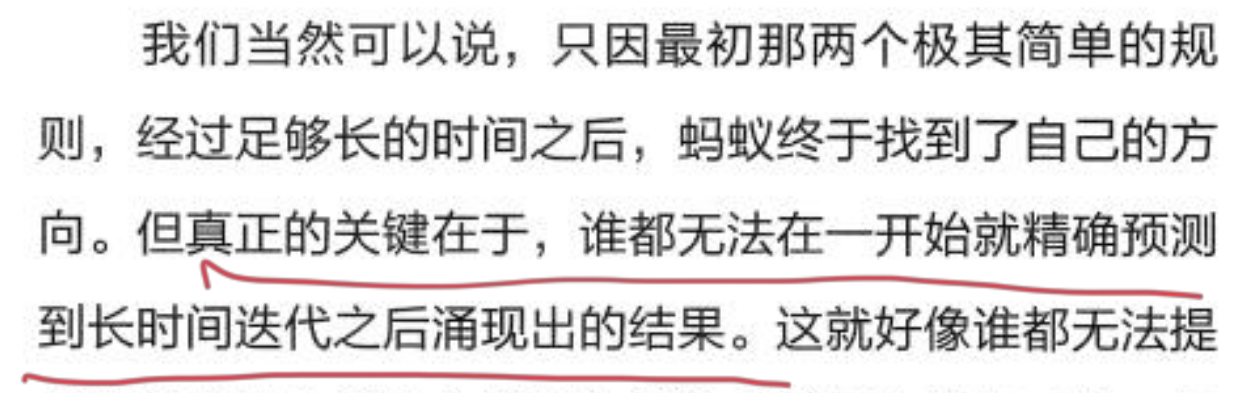 我们当然可以说，只因最初那两个极其简单的规
则，经过足够长的时间之后，蚂蚁终于找到了自己的方
向。但真正的关键在于，谁都无法在一开始就精确预测
到长时间迭代之后涌现出的结果。这就好像谁都无法提